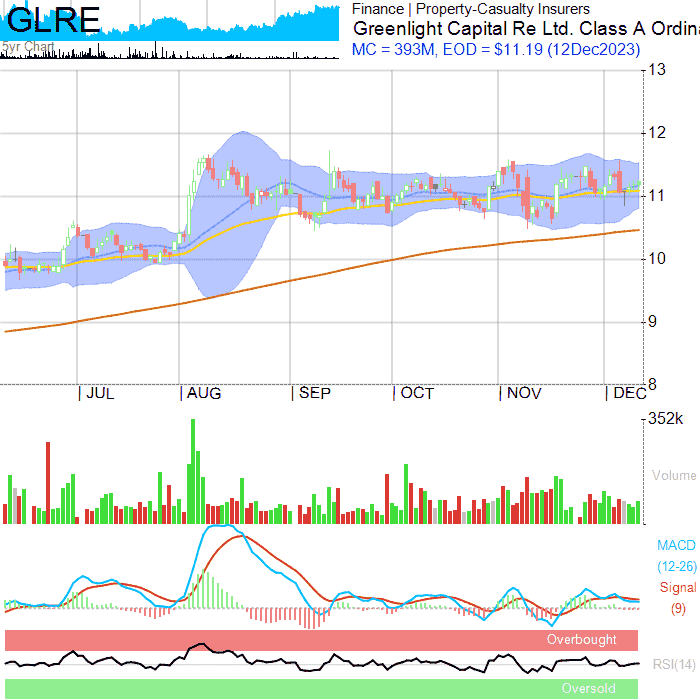 GLRE
5yr Chart
Finance | Property-Casualty Insurers
Greenlight Capital Re Ltd. Class A Ordina
MC = 393M, EOD = $11.19 (12Dec2023)
13
12
11
10
9
8
| JUL | AUG | SEP | OCT | NOV | DEC
352k
Volume
MACD
(12-26)
Signal
(9)
Overbought
RSI(14)
Oversold